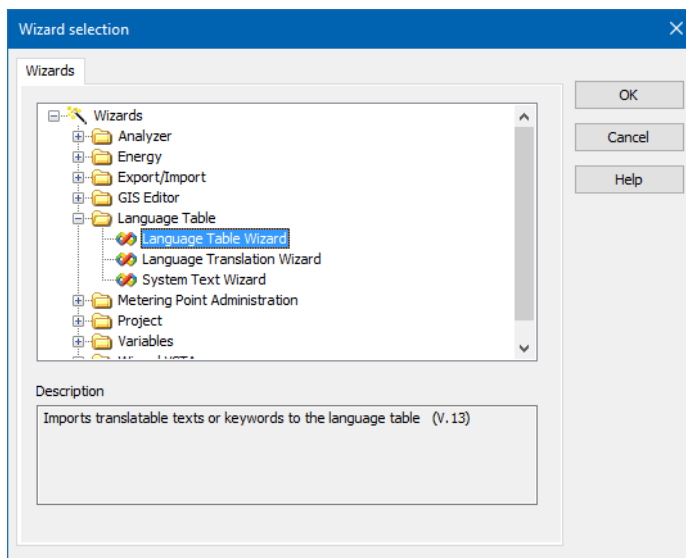 Wizard selection
Wizards
OK
Cancel
Help
Wizards
Analyzer
Energy
Export/Import
GIS Editor
Language Table
Language Table Wizard
Language Translation Wizard
System Text Wizard
Metering Point Administration
Project
Variables
Description
Imports translatable texts or keywords to the language table (V.13)